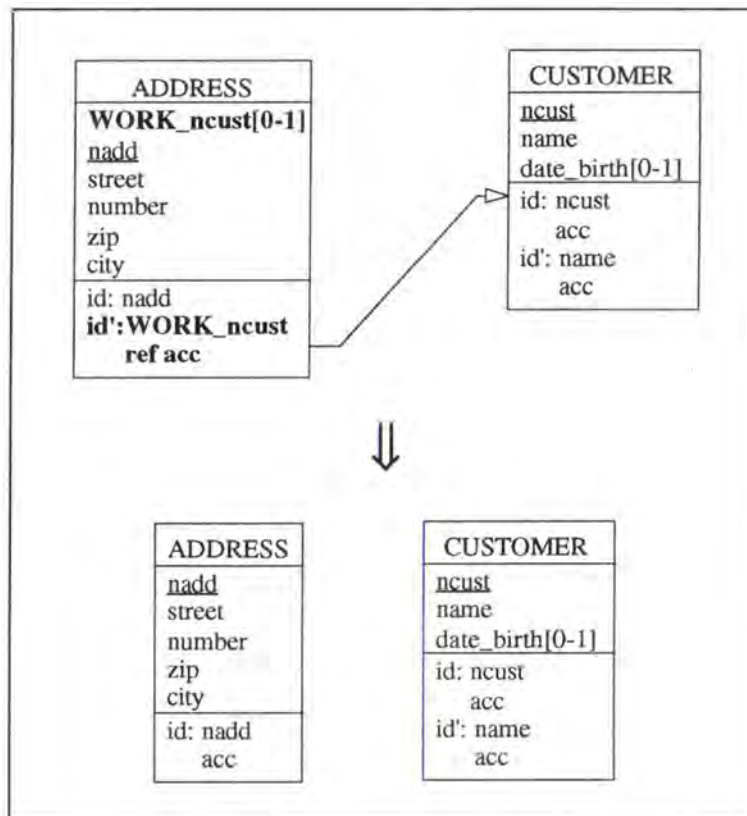 ADDRESS
WORK_ncust[0-1]
nadd
street
number
zip
city
id: nadd
id':WORK_ncust
ref acc
CUSTOMER
ncust
name
date_birth[0-1]
id: ncust
acc
id': name
acc
⇓
ADDRESS
nadd
street
number
zip
city
id: nadd
acc
CUSTOMER
ncust
name
date_birth[0-1]
id: ncust
acc
id': name
acc